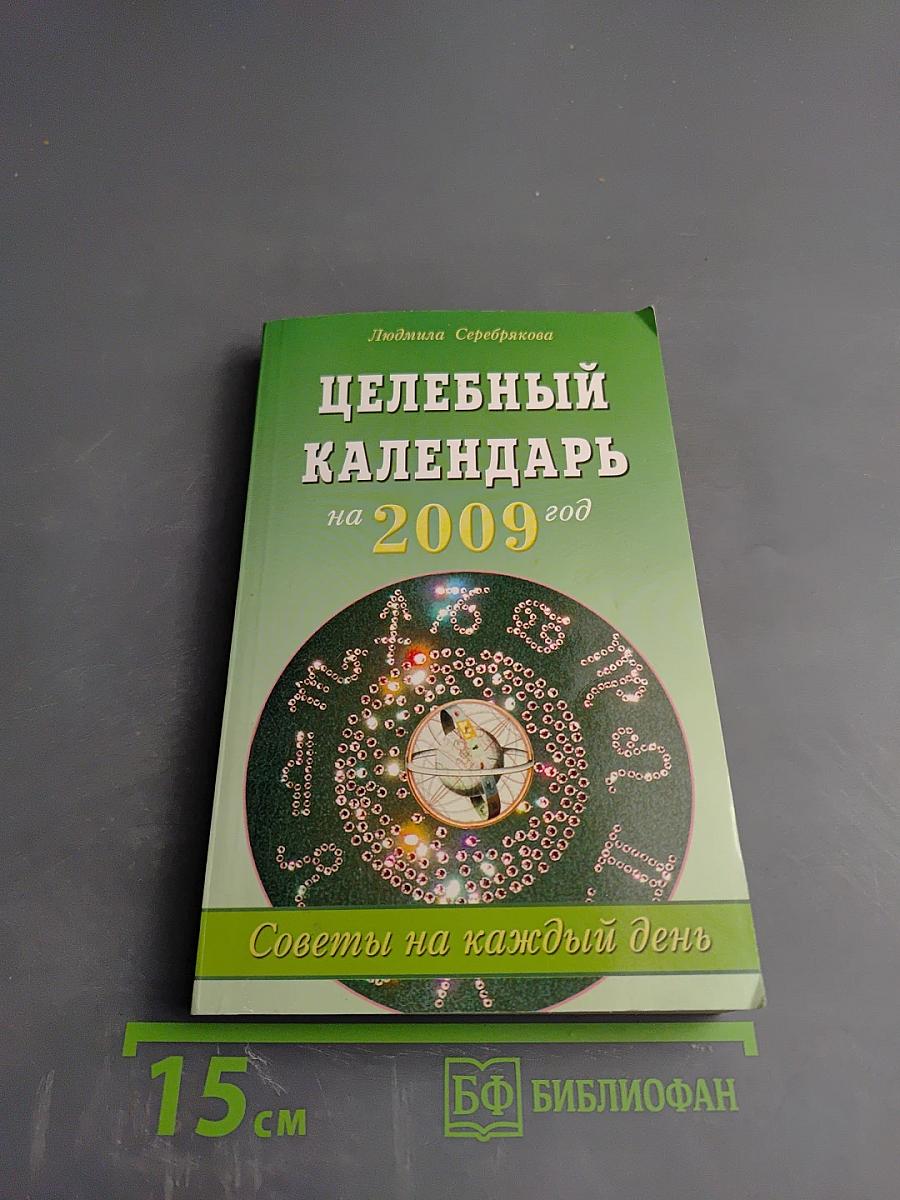 Людмила Серебрякова
ЦЕЛЕБНЫЙ
КАЛЕНДАРЬ
на 2009 год
Советы на каждый день
15 см
БФ БИБЛИОФАН